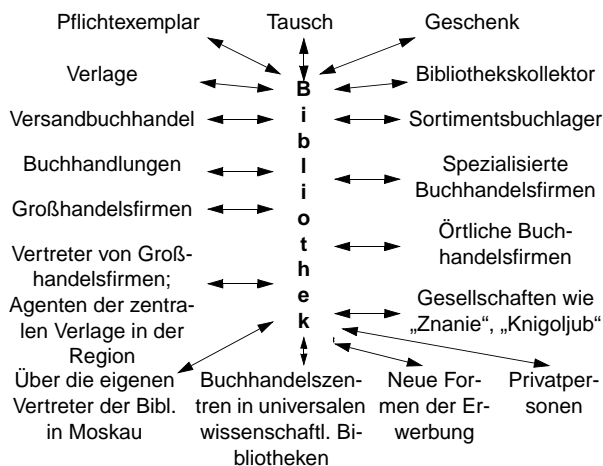 Pflichtexemplar
Tausch
Geschenk
Verlage
Bibliothekskollektor
Versandbuchhandel
Sortimentsbuchlager
Buchhandlungen
Spezialisierte
Buchhandelsfirmen
Großhandelsfirmen
Örtliche Buch-
handelsfirmen
Vertreter von Groß-
handelsfirmen;
Agenten der zentra-
len Verlage in der
Region
Gesellschaften wie
„Znanie“, „Knigoljub“
B
i
b
l
i
o
t
h
e
k
Über die eigenen
Vertreter der Bibl.
in Moskau
Buchhandelszen-
tren in universalen
wissenschaftl. Bi-
bliotheken
Neue For-
men der Er-
werbung
Privatper-
sonen